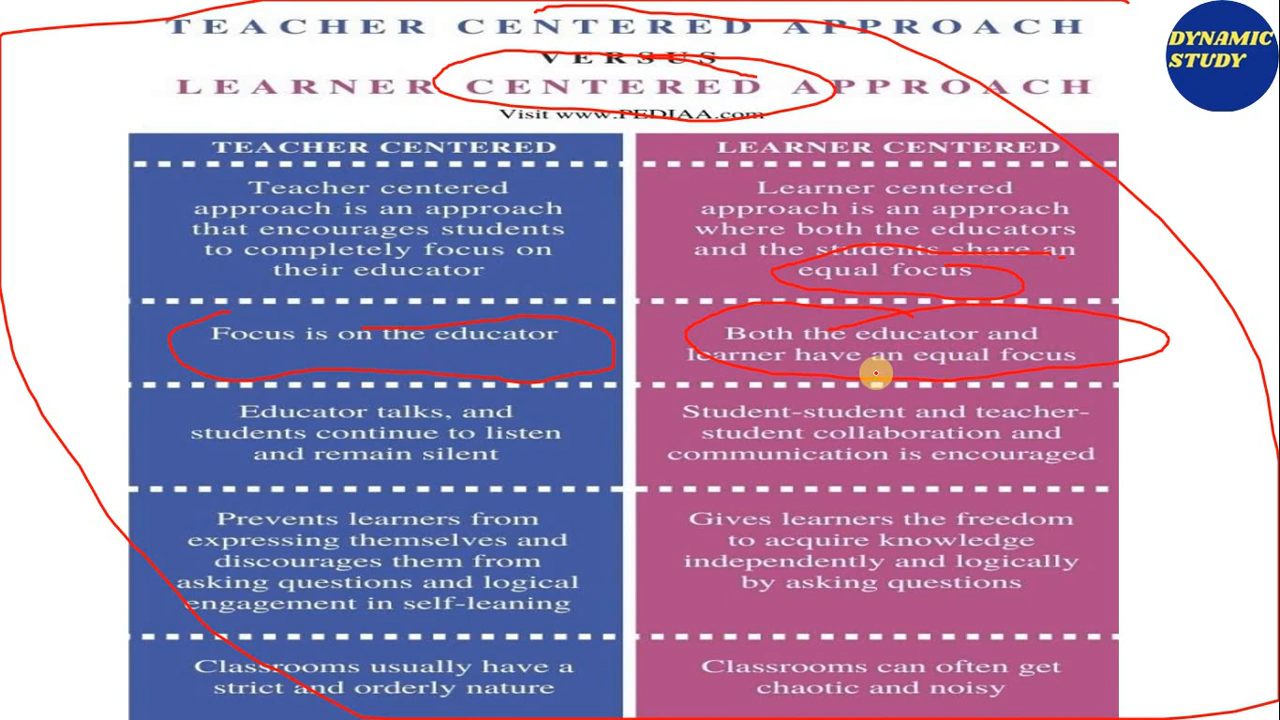 TEACHER CENTERED APPROACH
VERSUS
LEARNER CENTERED APPROACH
Visit www.PEDIAA.com
DYNAMIC
STUDY
TEACHER CENTERED
Teacher centered
approach is an approach
that encourages students
to completely focus on
their educator
Focus is on the educator
Educator talks, and
students continue to listen
and remain silent
Prevents learners from
expressing themselves and
discourages them from
asking questions and logical
engagement in self-leaning
Classrooms usually have a
strict and orderly nature
LEARNER CENTERED
Learner centered
approach is an approach
where both the educators
and the students share an
equal focus
Both the educator and
learner have an equal focus
Student-student and teacher-
student collaboration and
communication is encouraged
Gives learners the freedom
to acquire knowledge
independently and logically
by asking questions
Classrooms can often get
chaotic and noisy